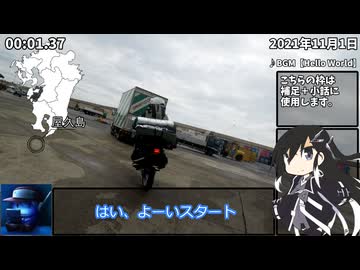 00:01.37
2021年11月1日
♪BGM【Hello World】
こちらの枠は
補足+小話に
使用します。
屋久島
はい、よーいスタート